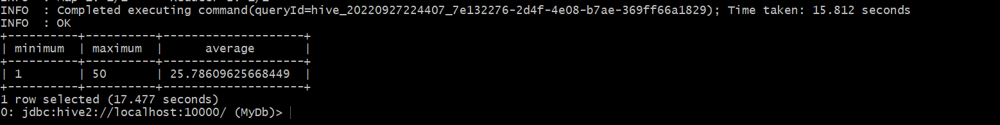 INFO  : Completed executing command(queryId=hive_20220927224407_7e132276-2d4f-4e08-b7ae-369ff66a1829); Time taken: 15.812 seconds
INFO  : OK
+----------+----------+--------------------+
| minimum  | maximum  |      average       |
+----------+----------+--------------------+
| 1        | 50       | 25.78609625668449  |
+----------+----------+--------------------+
1 row selected (17.477 seconds)
0: jdbc:hive2://localhost:10000/ (MyDb)>